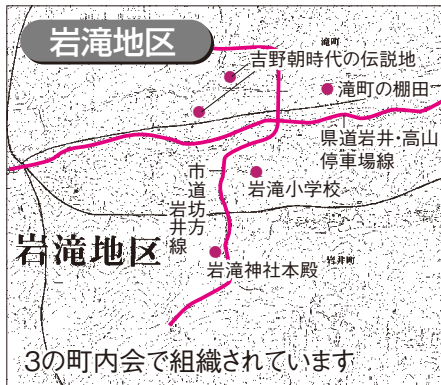 岩滝地区
滝町
吉野朝時代の伝説地
滝町の棚田
県道岩井・高山
停車場線
市道坊方
岩井線
岩滝小学校
岩滝地区
岩井町
岩滝神社本殿
3の町内会で組織されています